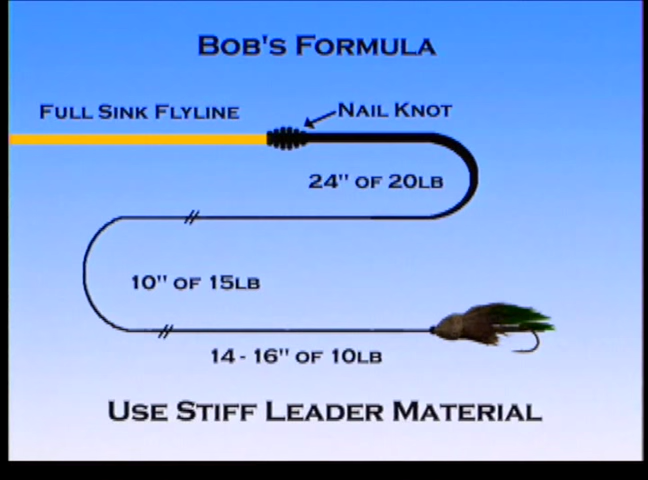 BOB'S FORMULA
FULL SINK FLYLINE
NAIL KNOT
24" OF 20LB
10" OF 15LB
14 - 16" OF 10LB
USE STIFF LEADER MATERIAL